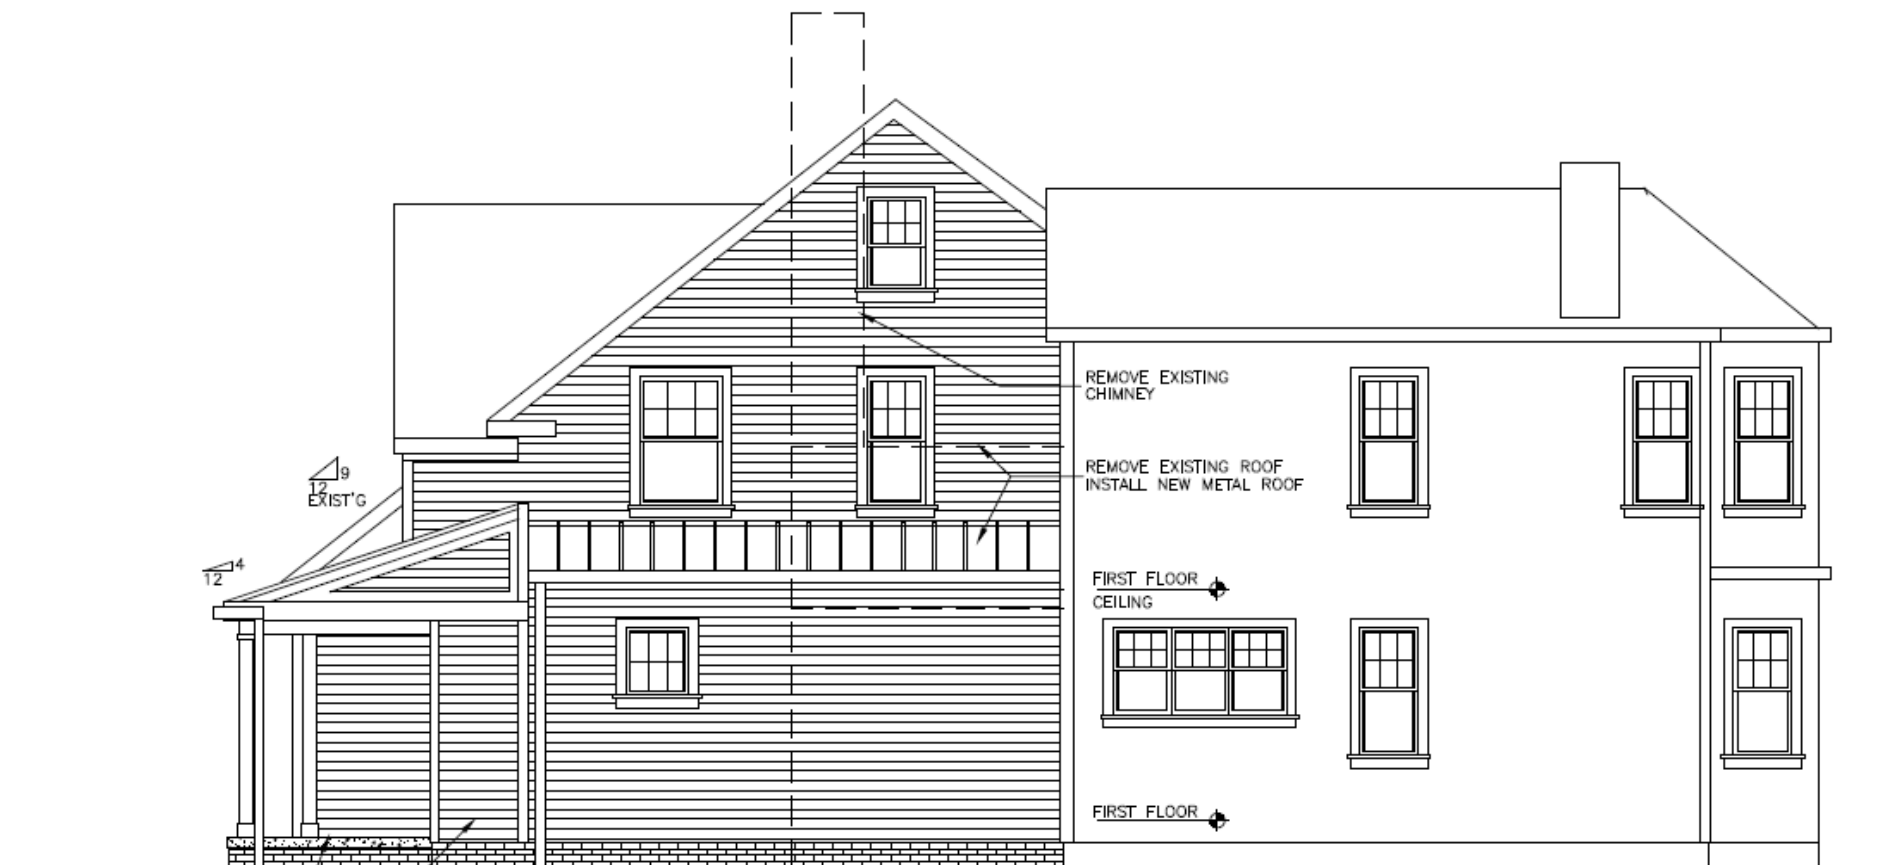 REMOVE EXISTING
CHIMNEY
9
12
EXIST'G
REMOVE EXISTING ROOF
INSTALL NEW METAL ROOF
4
12
FIRST FLOOR
CEILING
FIRST FLOOR